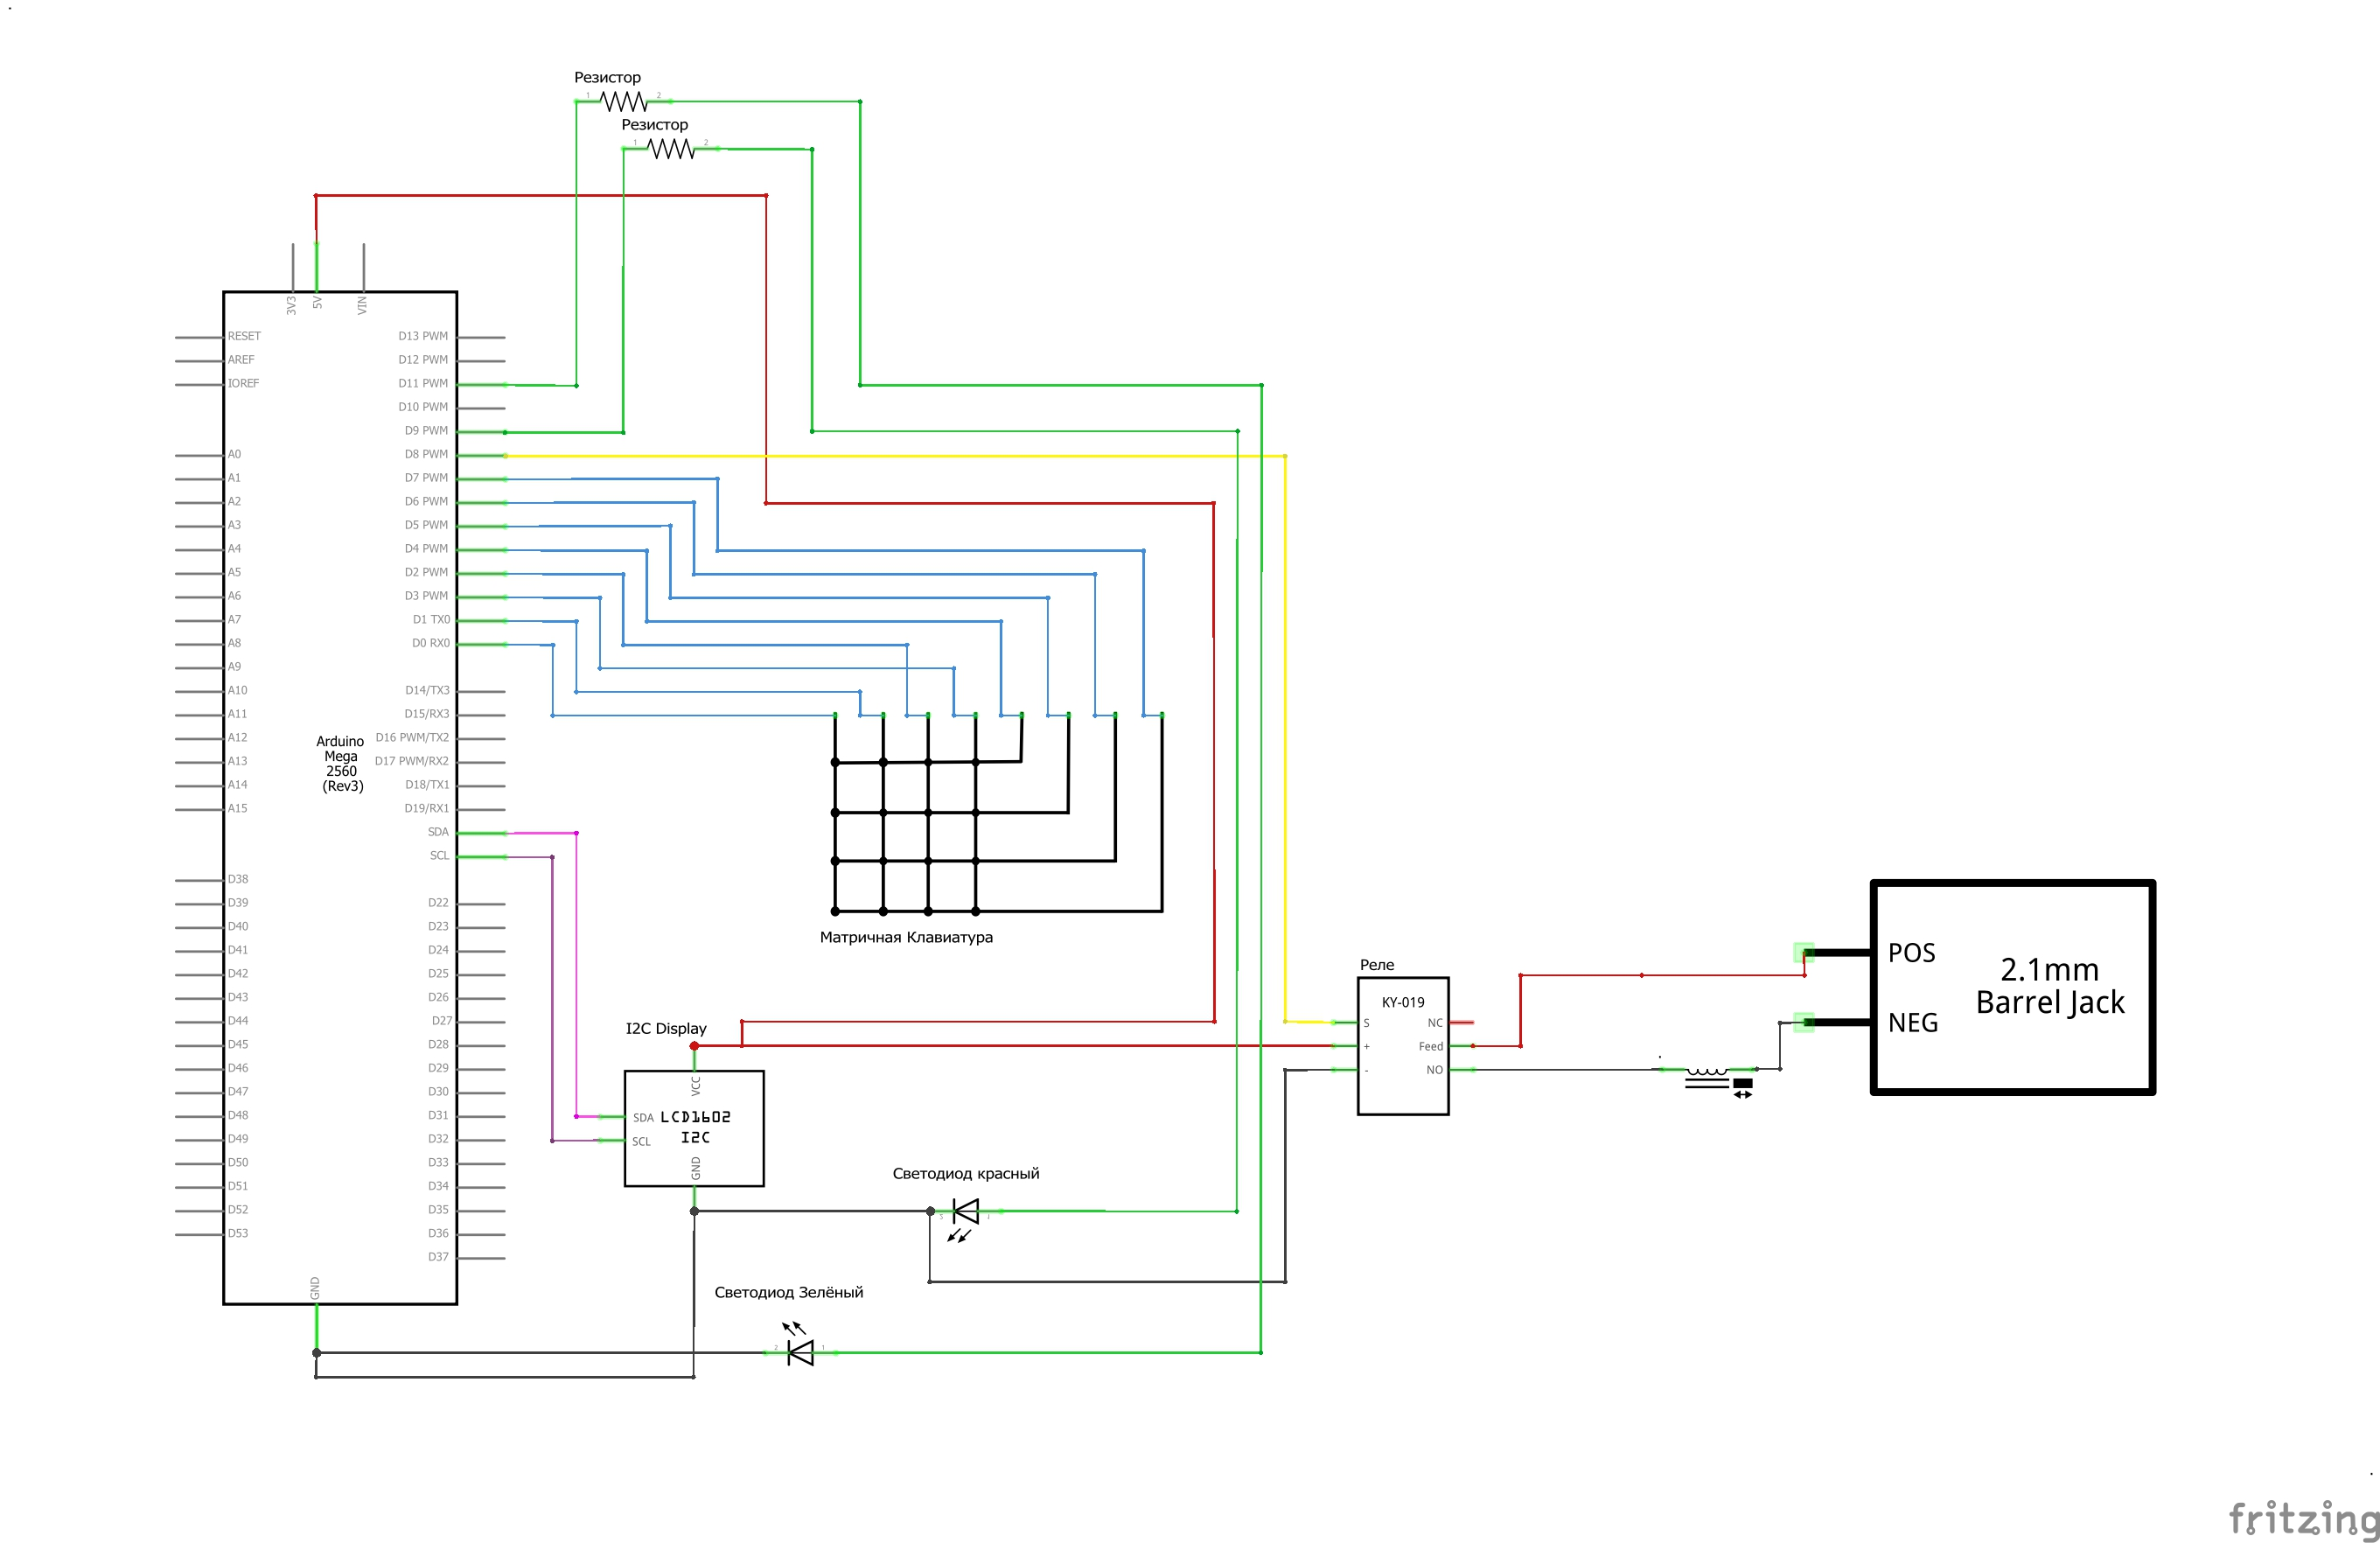 Резистор
1
2
Резистор
1
2
3V3
5V
VIN
RESET
AREF
IOREF
A0
A1
A2
A3
A4
A5
A6
A7
A8
A9
A10
A11
A12
A13
A14
A15
D38
D39
D40
D41
D42
D43
D44
D45
D46
D47
D48
D49
D50
D51
D52
D53
D13 PWM
D12 PWM
D11 PWM
D10 PWM
D9 PWM
D8 PWM
D7 PWM
D6 PWM
D5 PWM
D4 PWM
D2 PWM
D3 PWM
D1 TX0
D0 RX0
D14/TX3
D15/RX3
D16 PWM/TX2
D17 PWM/RX2
D18/TX1
D19/RX1
SDA
SCL
D22
D23
D24
D25
D26
D27
D28
D29
D30
D31
D32
D33
D34
D35
D36
D37
Arduino
Mega
2560
(Rev3)
GND
Матричная Клавиатура
I2C Display
VCC
SDA
SCL
LCD1602
I2C
GND
Светодиод красный
Светодиод Зелёный
2
1
Реле
KY-019
S
+
-
NC
Feed
NO
POS
NEG
2.1mm
Barrel Jack
fritzing